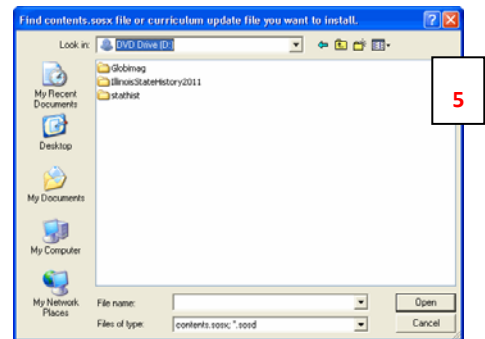 Find contents.sosx file or curriculum update file you want to install.
Look in: DVD Drive (D:)
Globimag
IllinoisStateHistory2011
stathist
5
My Recent
Documents
Desktop
My Documents
My Computer
My Network
Places
File name:
Open
Files of type: contents.sosx; *.sosd
Cancel